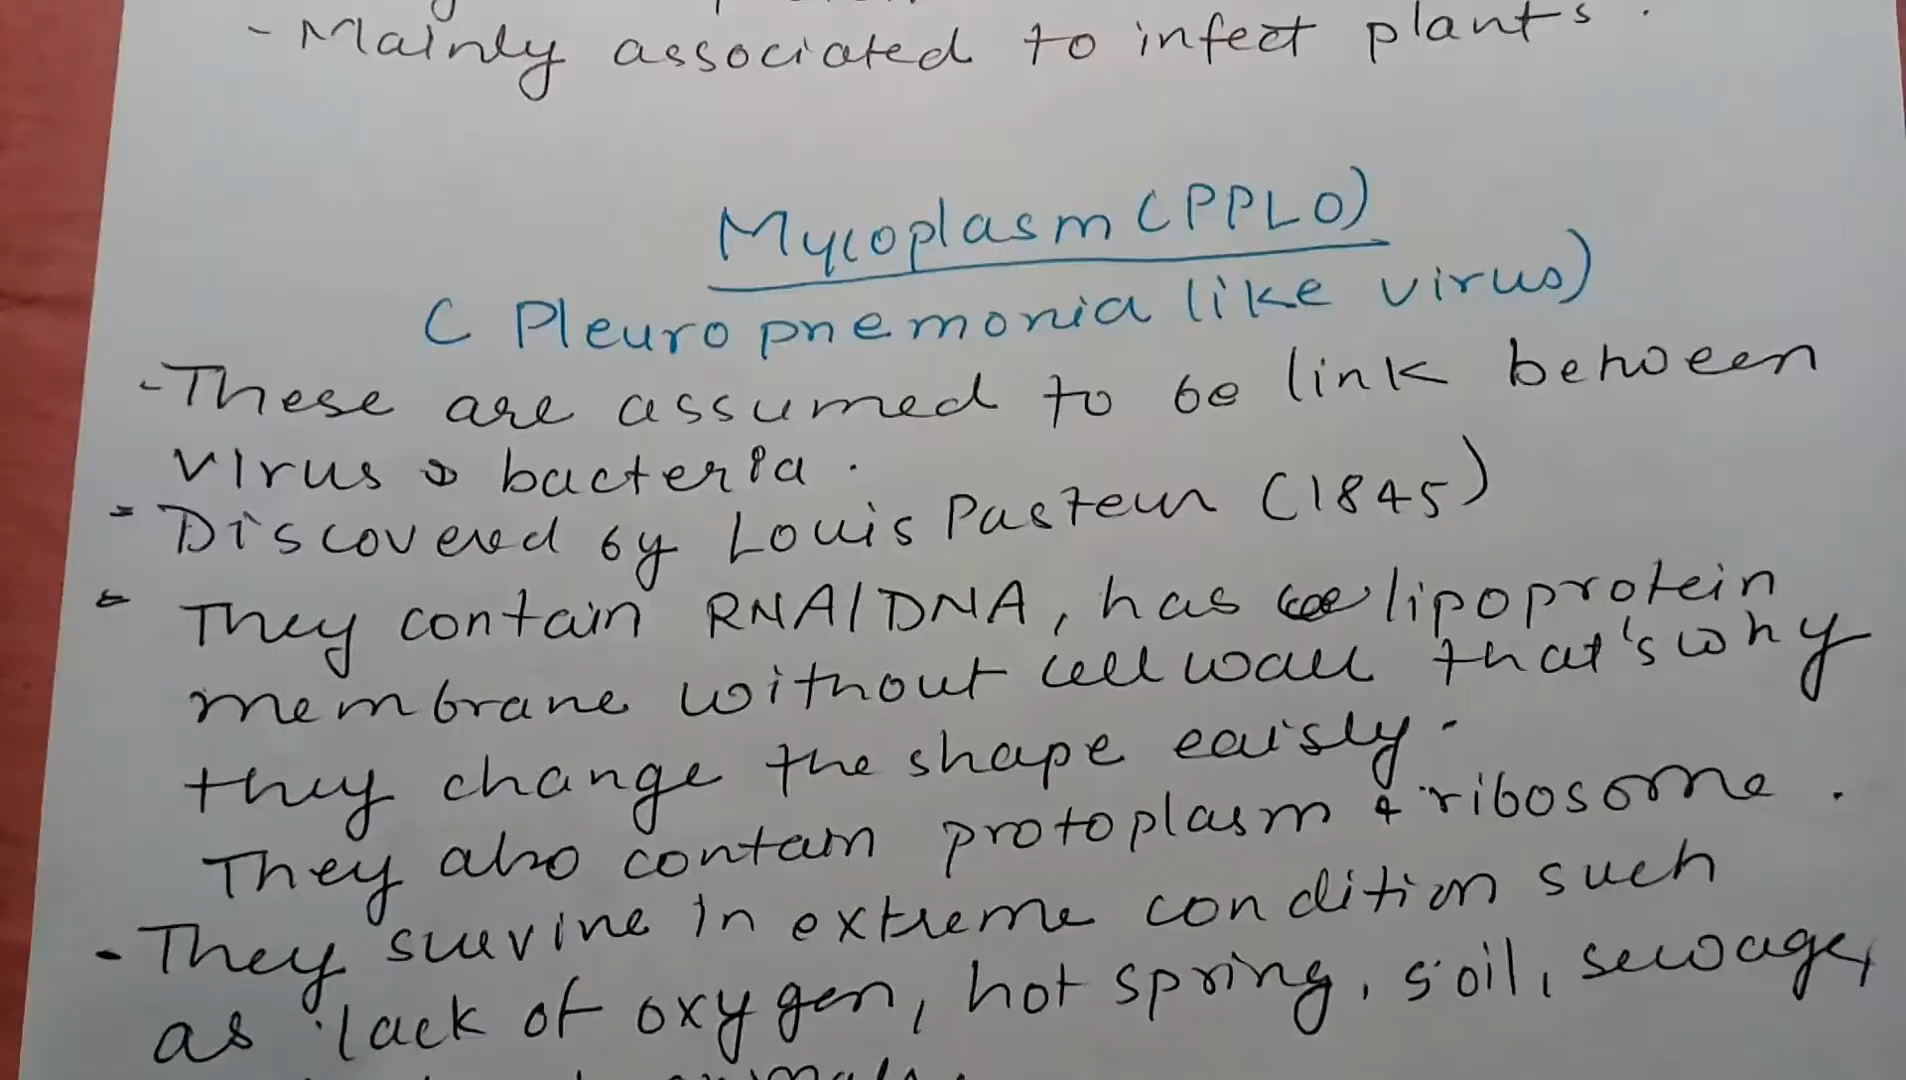 - Mainly associated to infect plants.
Mycoplasm (PPLO)
( Pleuropnemonia like virus)
- These are assumed to be link between
virus & bacteria.
- Discovered by Louis Pasteur (1845)
- They contain RNA/DNA, has lipoprotein
membrane without cell wall that's why
they change the shape eaisly.
They also contain protoplasm & ribosome.
- They survine in extreme condition such
as lack of oxygen, hot spring, soil, sewage,